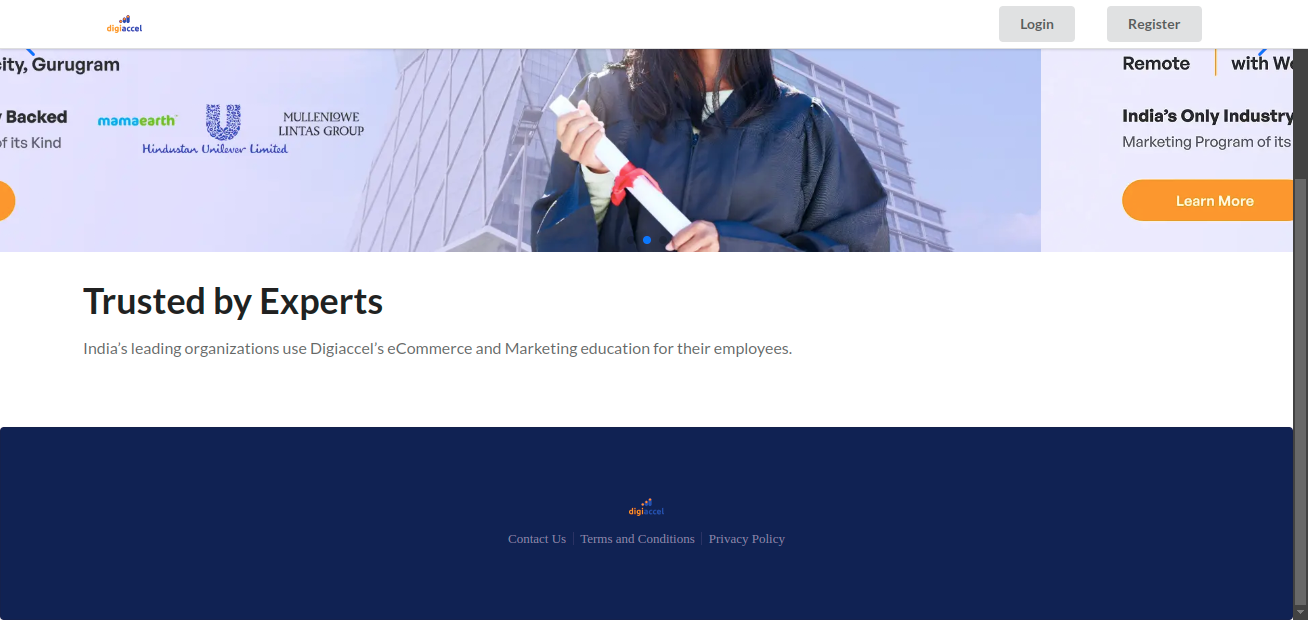 digiaccel
Login
Register
city, Gurugram
Remote
with We
y Backed
mamaearth
Hindustan Unilever Limited
MULLENLOWE
LINTAS GROUP
of its Kind
India's Only Industry
Marketing Program of its
Learn More
Trusted by Experts
India's leading organizations use Digiaccel's eCommerce and Marketing education for their employees.
digiaccel
Contact Us
Terms and Conditions
Privacy Policy